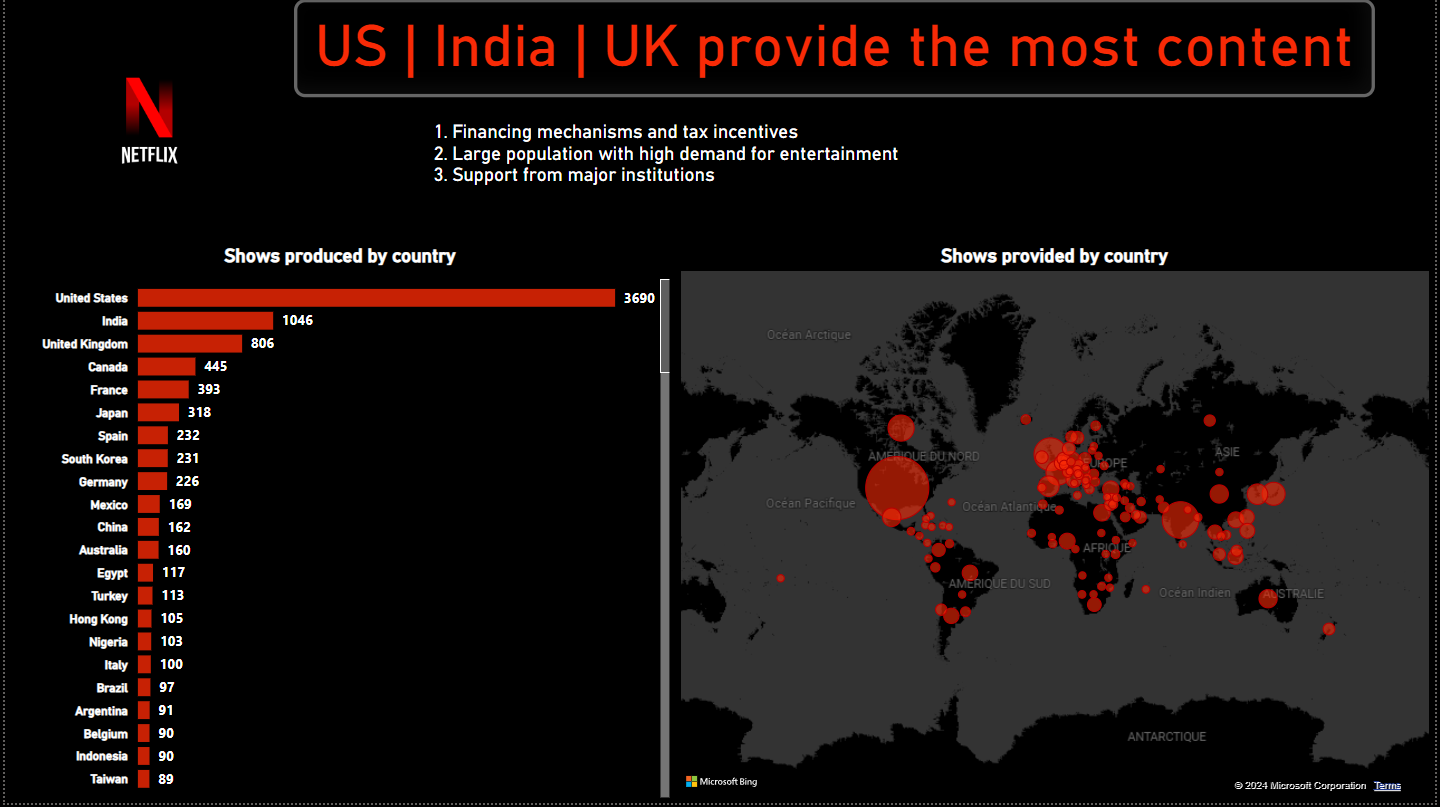 US | India | UK provide the most content
NETFLIX
1. Financing mechanisms and tax incentives
2. Large population with high demand for entertainment
3. Support from major institutions
Shows produced by country
United States 3690
India 1046
United Kingdom 806
Canada 445
France 393
Japan 318
Spain 232
South Korea 231
Germany 226
Mexico 169
China 162
Australia 160
Egypt 117
Turkey 113
Hong Kong 105
Nigeria 103
Italy 100
Brazil 97
Argentina 91
Belgium 90
Indonesia 90
Taiwan 89
Shows provided by country
Océan Arctique
AMÉRIQUE DU NORD
EUROPE
ASIE
Océan Pacifique
Océan Atlantique
AFRIQUE
AMÉRIQUE DU SUD
Océan Indien
AUSTRALIE
ANTARCTIQUE
Microsoft Bing
© 2024 Microsoft Corporation Terms